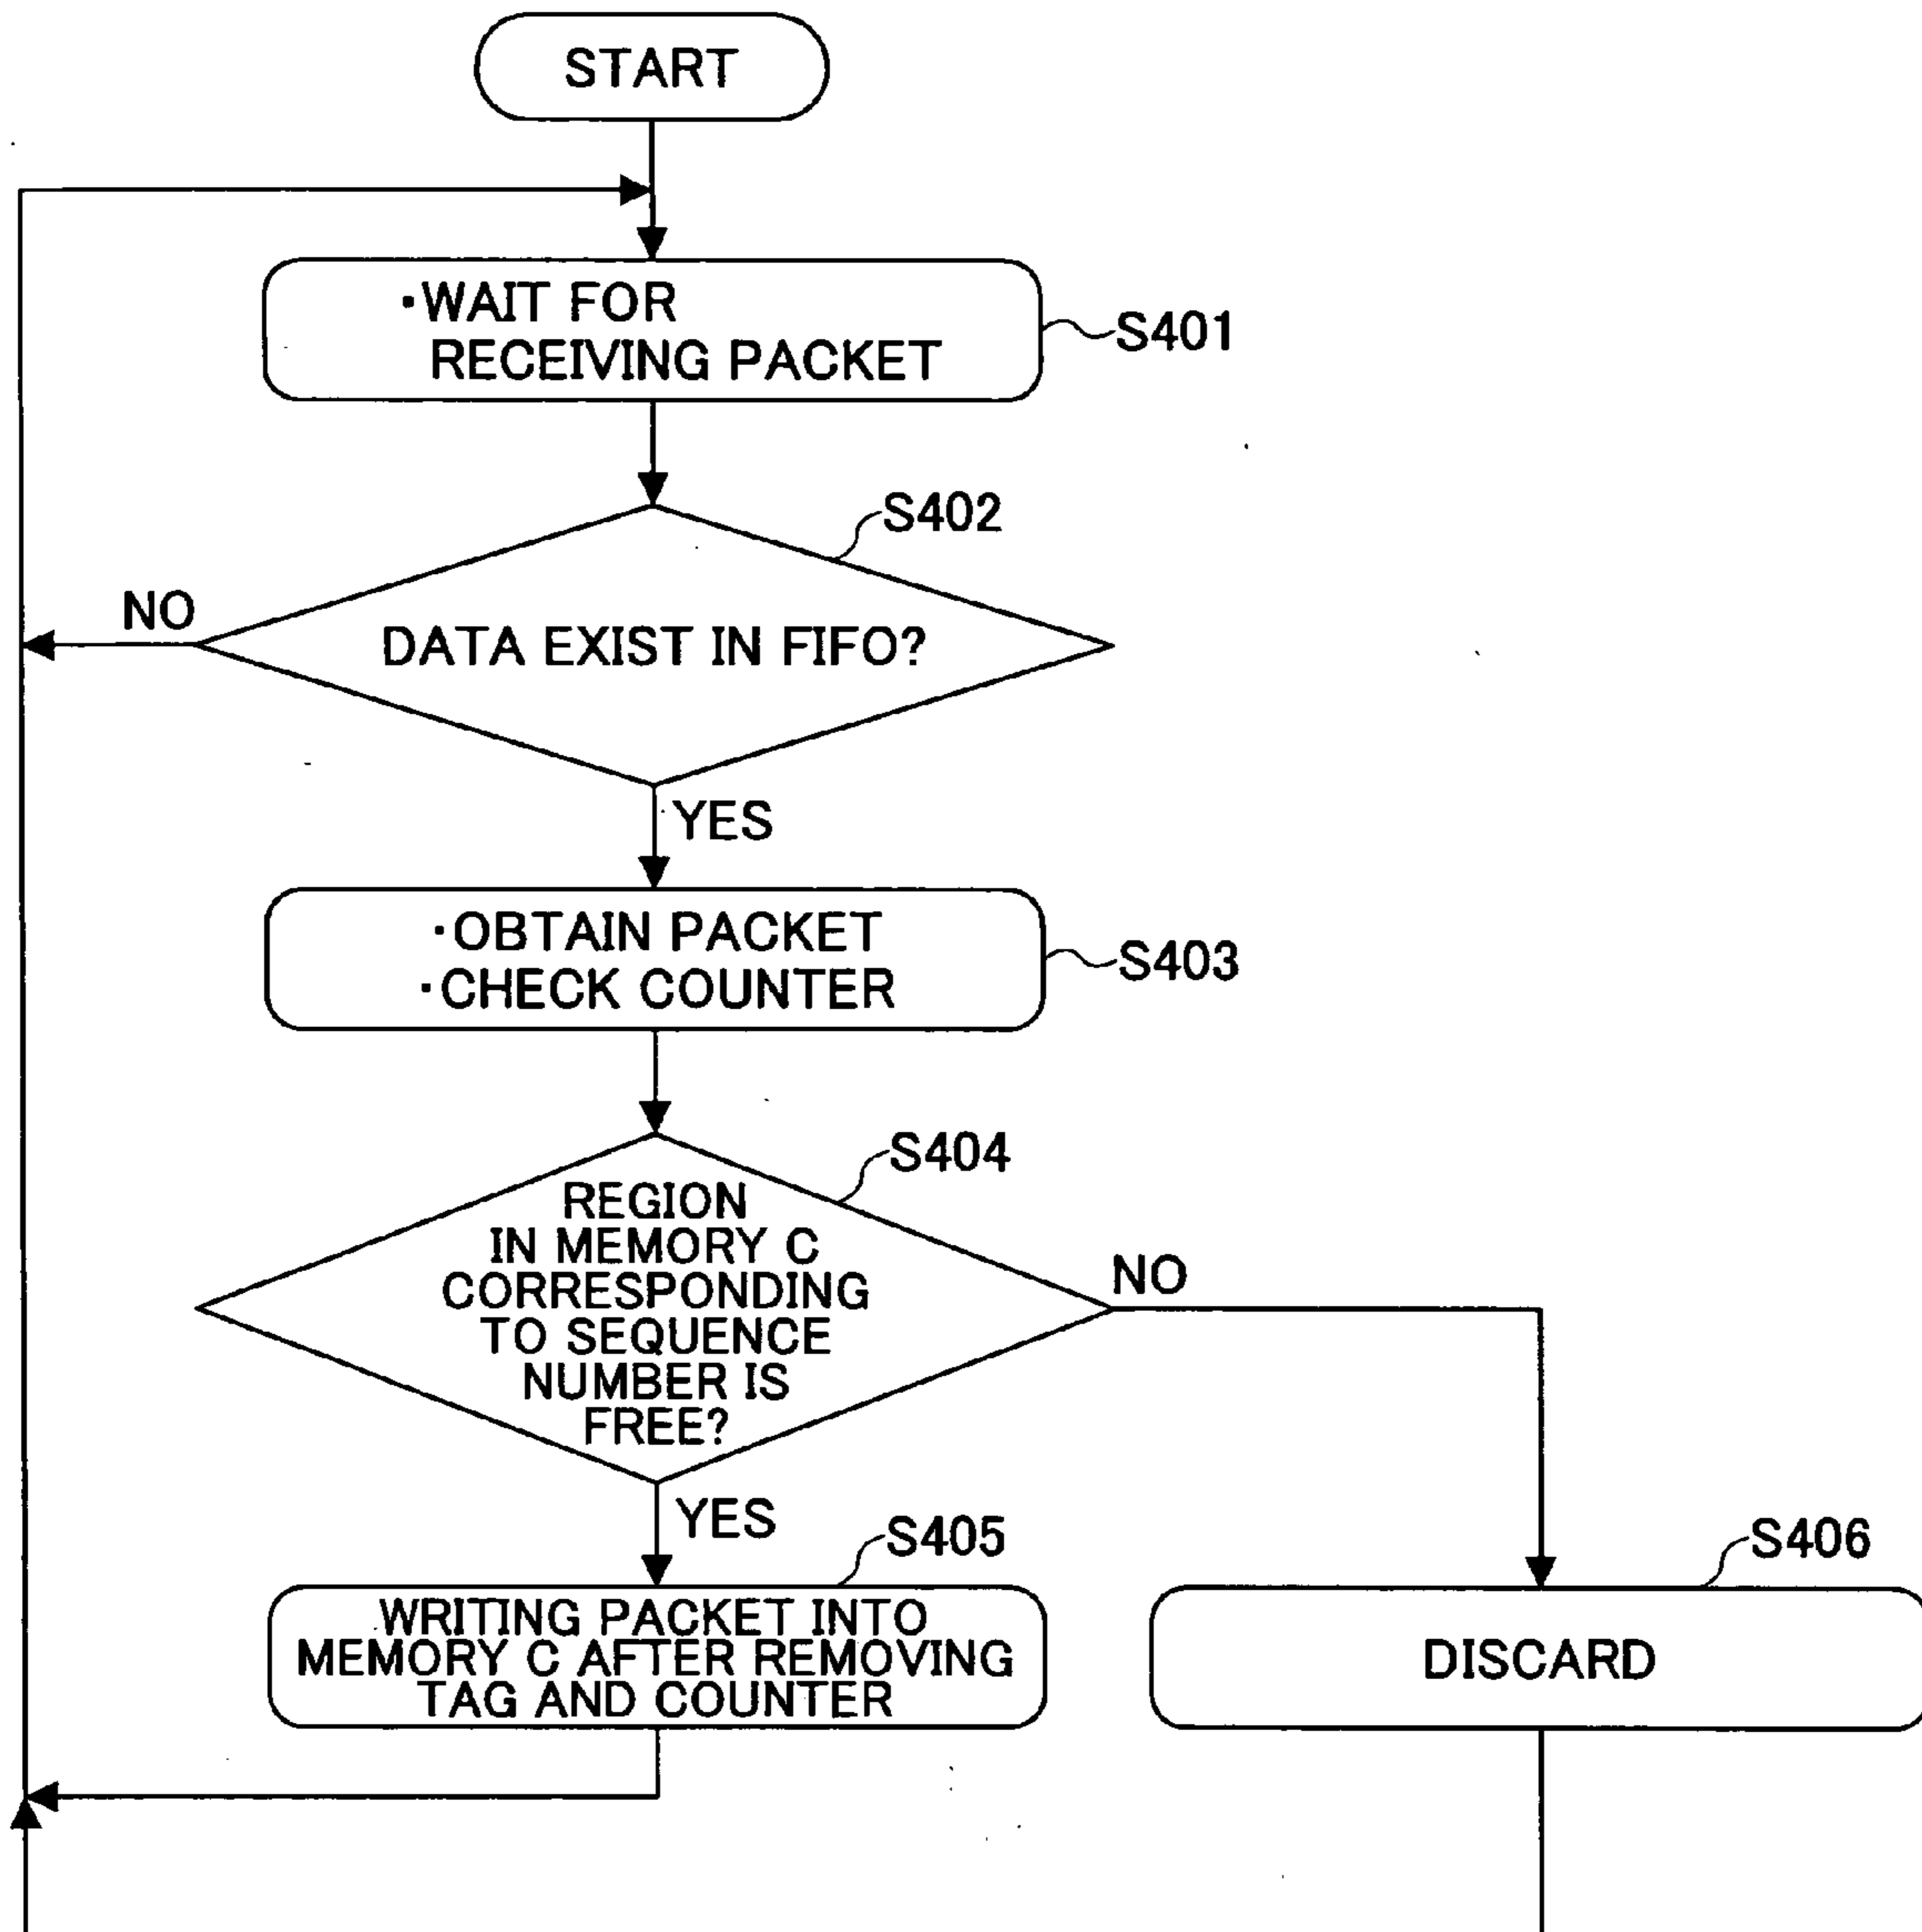 START
・WAIT FOR
RECEIVING PACKET
S401
S402
NO
DATA EXIST IN FIFO?
YES
・OBTAIN PACKET
・CHECK COUNTER
S403
S404
REGION
IN MEMORY C
CORRESPONDING
TO SEQUENCE
NUMBER IS
FREE?
NO
YES
S405
WRITING PACKET INTO
MEMORY C AFTER REMOVING
TAG AND COUNTER
S406
DISCARD